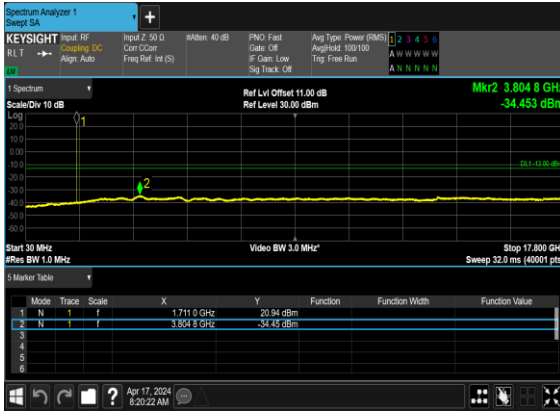 Spectrum Analyzer 1
Swept SA
+
KEYSIGHT Input: RF Input Z: 50 Ω #Atten: 40 dB PNO: Fast Avg Type: Power (RMS) 1 2 3 4 5 6
RLT Coupling: DC Corr CCorr Gate: Off Avg|Hold: 100/100 A W W W W W
Align: Auto Freq Ref: Int (S) IF Gain: Low Trig: Free Run
Sig Track: Off A N N N N N
1 Spectrum
Scale/Div 10 dB
Ref Lvl Offset 11.00 dB
Ref Level 30.00 dBm
Mkr2 3.804 8 GHz
-34.453 dBm
Log
20.0
10.0
0.00
-10.0
-20.0
-30.0
-40.0
-50.0
-60.0
1
2
DL1 -13.00 dBm
Start 30 MHz Video BW 3.0 MHz* Stop 17.800 GHz
#Res BW 1.0 MHz Sweep 32.0 ms (40001 pts)
5 Marker Table
Mode Trace Scale X Y Function Function Width Function Value
1 N 1 f 1.711 0 GHz 20.94 dBm
2 N 1 f 3.804 8 GHz -34.45 dBm
3
4
5
6
?
Apr 17, 2024
8:20:22 AM